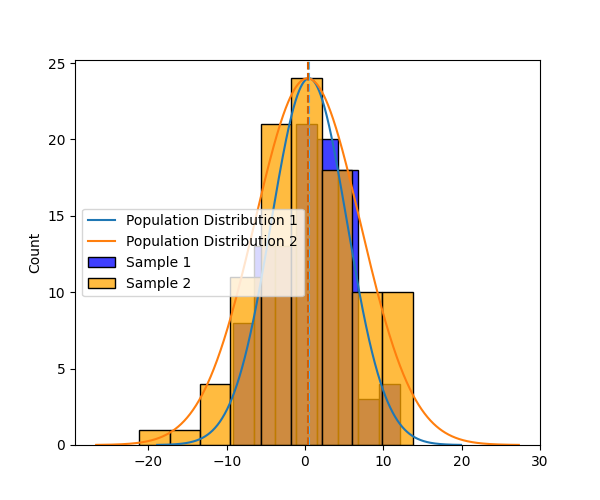 25
20
15
10
5
0
Count
Population Distribution 1
Population Distribution 2
Sample 1
Sample 2
−20
−10
0
10
20
30